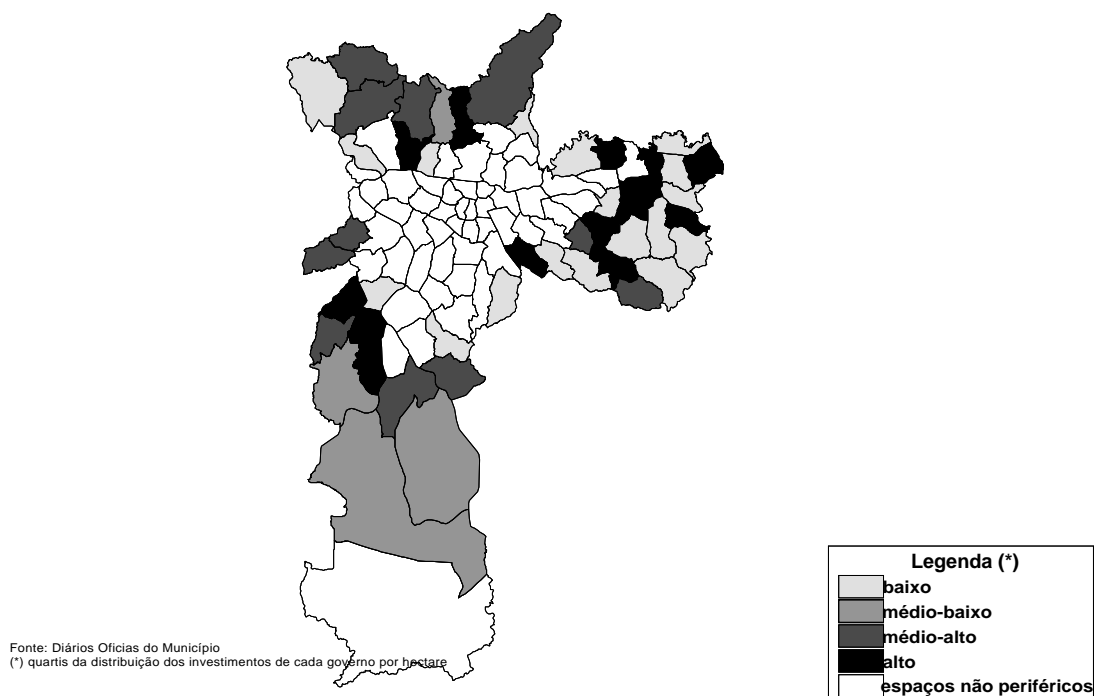 Legenda (*)
baixo
médio-baixo
médio-alto
alto
espaços não periféricos
Fonte: Diários Oficias do Município
(*) quartis da distribuição dos investimentos de cada governo por hectare